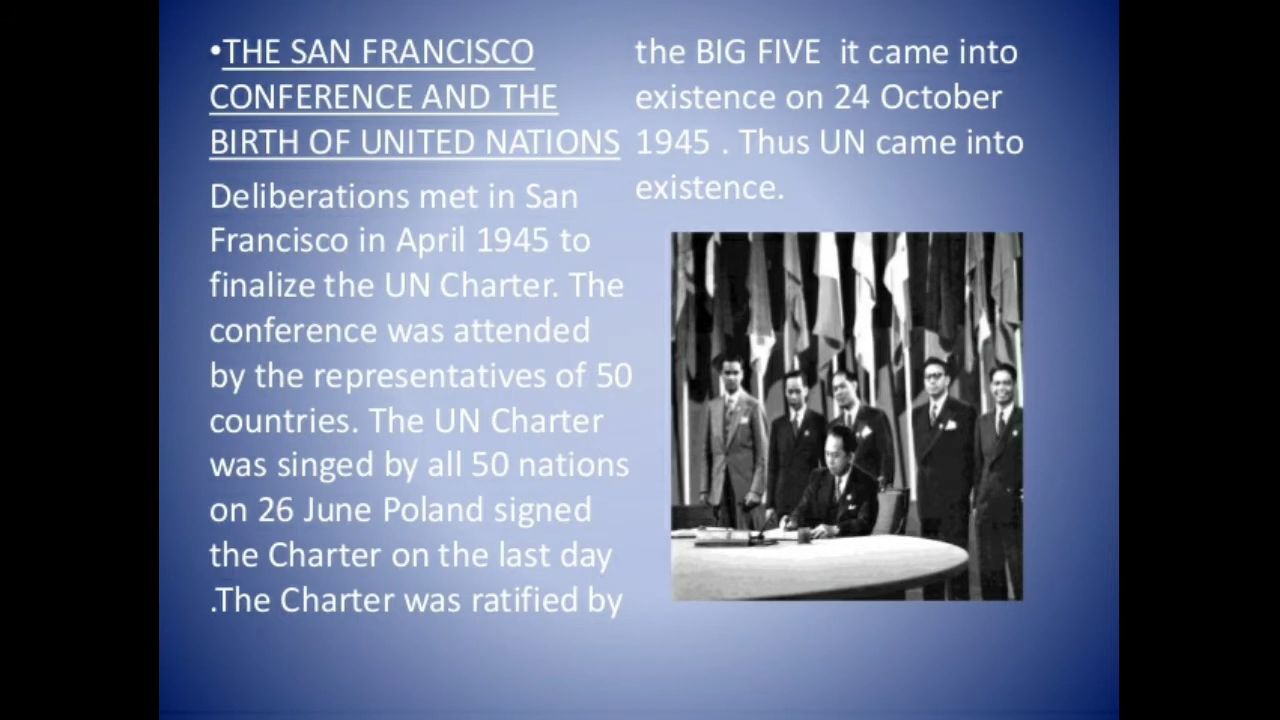 •THE SAN FRANCISCO
CONFERENCE AND THE
BIRTH OF UNITED NATIONS
Deliberations met in San
Francisco in April 1945 to
finalize the UN Charter. The
conference was attended
by the representatives of 50
countries. The UN Charter
was singed by all 50 nations
on 26 June Poland signed
the Charter on the last day
.The Charter was ratified by
the BIG FIVE  it came into
existence on 24 October
1945 . Thus UN came into
existence.